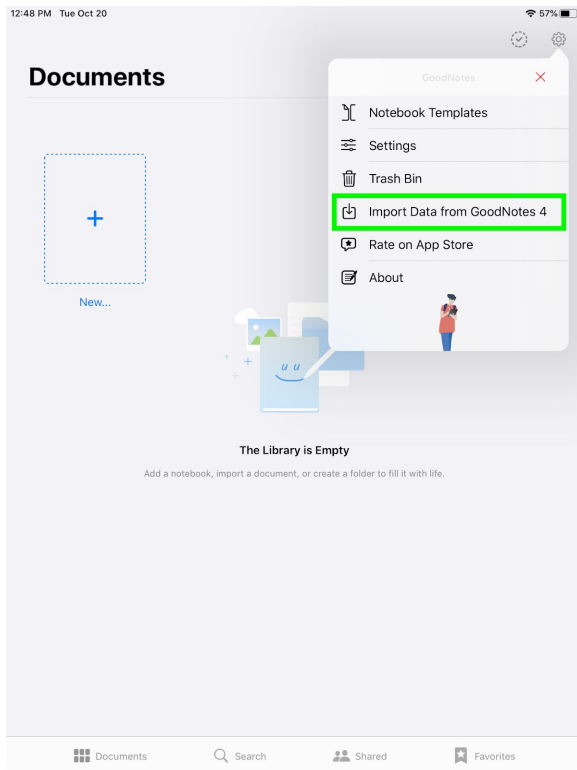 12:48 PM Tue Oct 20 57%
Documents
GoodNotes
Notebook Templates
Settings
Trash Bin
Import Data from GoodNotes 4
Rate on App Store
About
New...
The Library is Empty
Add a notebook, import a document, or create a folder to fill it with life.
Documents Search Shared Favorites